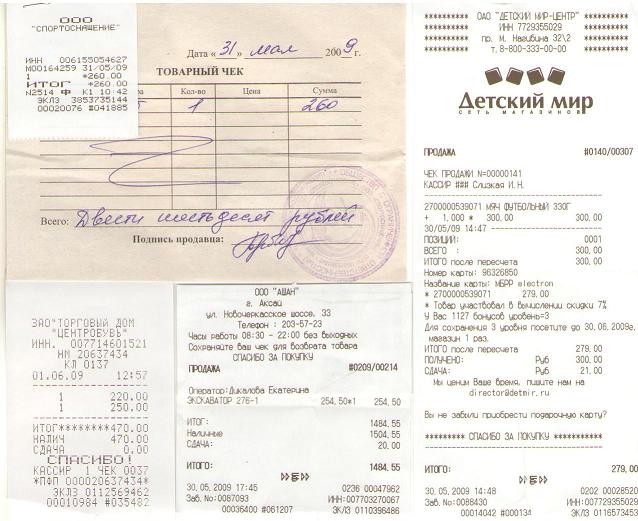 ООО
"СПОРТОСНАЩЕНИЕ"
ИНН 006155054627
М00164259 31/05/09
1 *260.00
ИТОГ *260.00
N2514 Ф К1 10:42
ЭКЛЗ 3853735144
00020076 #041885
Дата «31» мая 2009 г.
ТОВАРНЫЙ ЧЕК
Кол-во Цена Сумма
1 260
Всего: Двести шестьдесят рублей
Подпись продавца:
ЗАО"ТОРГОВЫЙ ДОМ
"ЦЕНТРОБУВЬ"
ИНН. 007714601521
НМ 20637434
КЛ 0137
01.06.09 12:57
1 220.00
1 250.00
ИТОГ********470.00
НАЛИЧ 470.00
СДАЧА 0.00
СПАСИБО!
КАССИР 1 ЧЕК 0037
*ПФП 000020637434*
ЭКЛЗ 0112569462
00010984 #035482
ООО "АШАН"
г. Аксай
ул. Новочеркасское шоссе. 33
Телефон : 203-57-23
Часы работы 08:30 - 22:00 без выходных
Сохраняйте ваш чек для возврата товара
СПАСИБО ЗА ПОКУПКУ
ПРОДАЖА #0209/00214
Оператор:Дикалова Екатерина
ЭКСКАВАТОР 276-1 254.50*1 254.50
ИТОГ: 1484.55
Наличные 1504.55
СДАЧА: 20.00
ИТОГ: 1484.55
30.05.2009 17:45 0236 00047962
Зав. No:0087093 ИНН:007703270067
00036400 #061207 ЭКЛЗ 0110396486
ОАО "ДЕТСКИЙ МИР-ЦЕНТР"
ИНН 7729355029
пр. М. Нагибина 32\2
т. 8-800-333-00-00
Детский мир
СЕТЬ МАГАЗИНОВ
ПРОДАЖА #0140/00307
ЧЕК ПРОДАЖИ N=00000141
КАССИР ### Слизкая И.Н.
2700000539071 МЯЧ ФУТБОЛЬНЫЙ 330Г
+ 1.000 * 300.00 300.00
30/05/09 14:47
ПОЗИЦИИ: 0001
ВСЕГО : 300.00
ИТОГО после пересчета 300.00
Номер карты: 96326850
Название карты: МБРР electron
* 2700000539071 279.00
* Товар участвовал в вычислении скидки 7%
У Вас 1127 бонусов уровень=3
Для сохранения 3 уровня посетите до 30.06.2009г.
магазин 1 раз.
ИТОГО после пересчета 279.00
ПОЛУЧЕНО: Руб 300.00
СДАЧА: Руб 21.00
Мы ценим Ваше время, пишите нам на
director@detmir.ru
Вы не забыли приобрести подарочную карту?
********* СПАСИБО ЗА ПОКУПКУ *********
ИТОГО: 279,00
30.05.2009 14:48 0202 00028520
Зав. No:0088430 ИНН:007729355029
00014042 #000134 ЭКЛЗ 0116573453